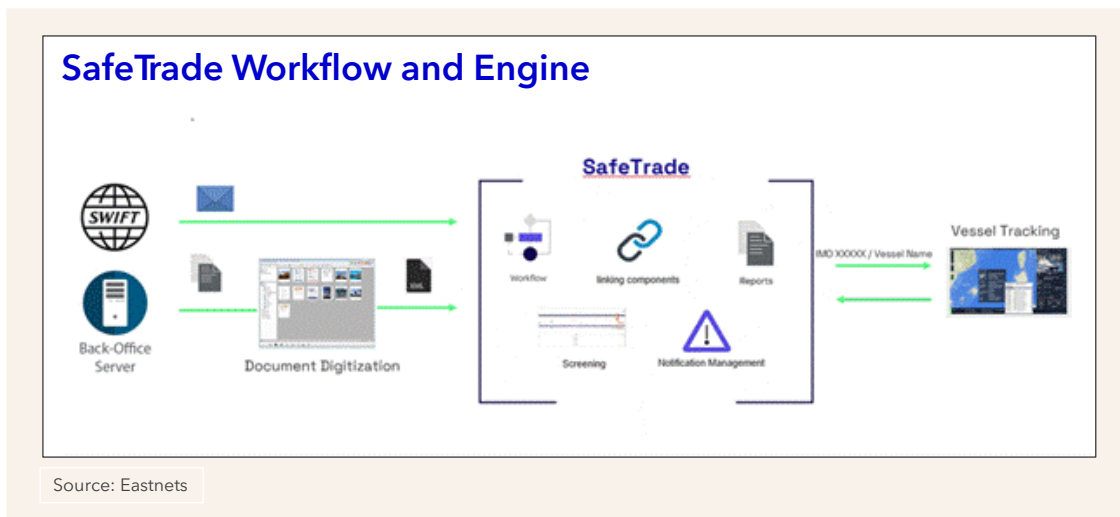 SafeTrade Workflow and Engine
SafeTrade
SWIFT
Vessel Tracking
IMO XXXXX / Vessel Name
Workflow
linking components
Reports
XML
Back-Office
Server
Document Digitization
Screening
Notification Management
Source: Eastnets